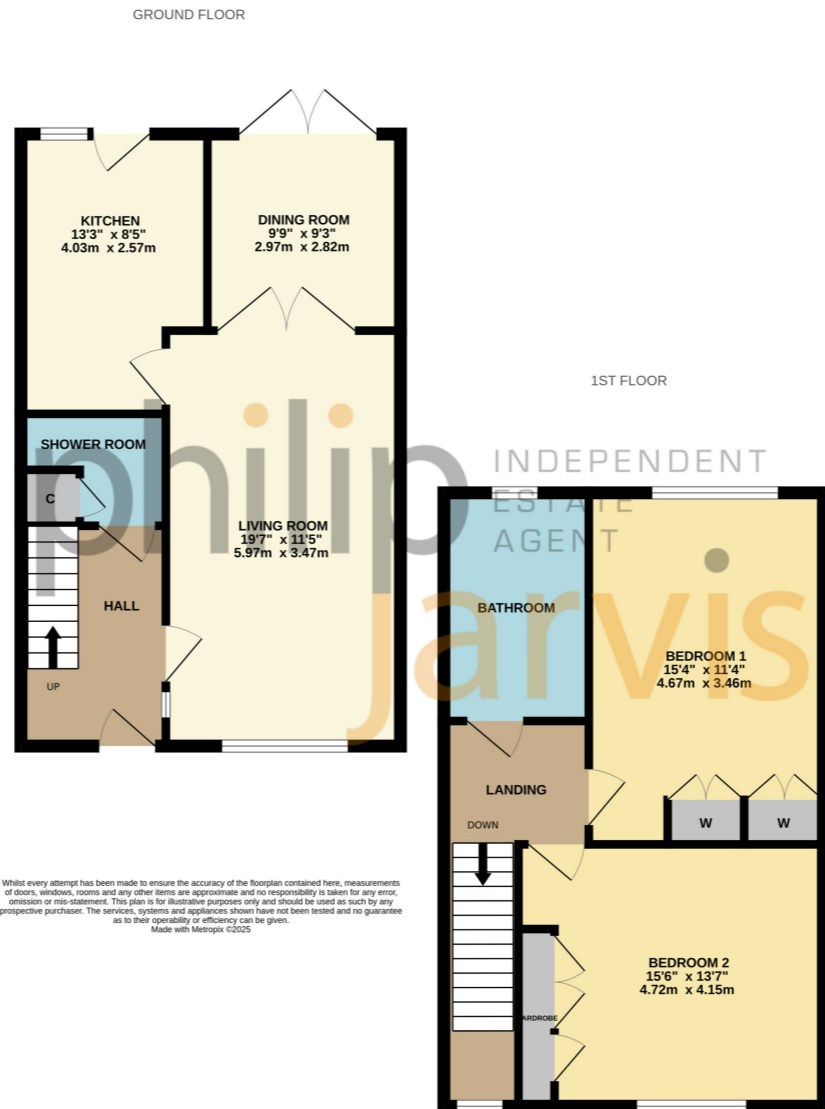 GROUND FLOOR
KITCHEN
13'3" x 8'5"
4.03m x 2.57m
DINING ROOM
9'9" x 9'3"
2.97m x 2.82m
SHOWER ROOM
C
LIVING ROOM
19'7" x 11'5"
5.97m x 3.47m
HALL
UP
philip
jarvis
INDEPENDENT
ESTATE
AGENT
1ST FLOOR
BATHROOM
BEDROOM 1
15'4" x 11'4"
4.67m x 3.46m
LANDING
DOWN
W
W
BEDROOM 2
15'6" x 13'7"
4.72m x 4.15m
ARDROBE
Whilst every attempt has been made to ensure the accuracy of the floorplan contained here, measurements
of doors, windows, rooms and any other items are approximate and no responsibility is taken for any error,
omission or mis-statement. This plan is for illustrative purposes only and should be used as such by any
prospective purchaser. The services, systems and appliances shown have not been tested and no guarantee
as to their operability or efficiency can be given.
Made with Metropix ©2025